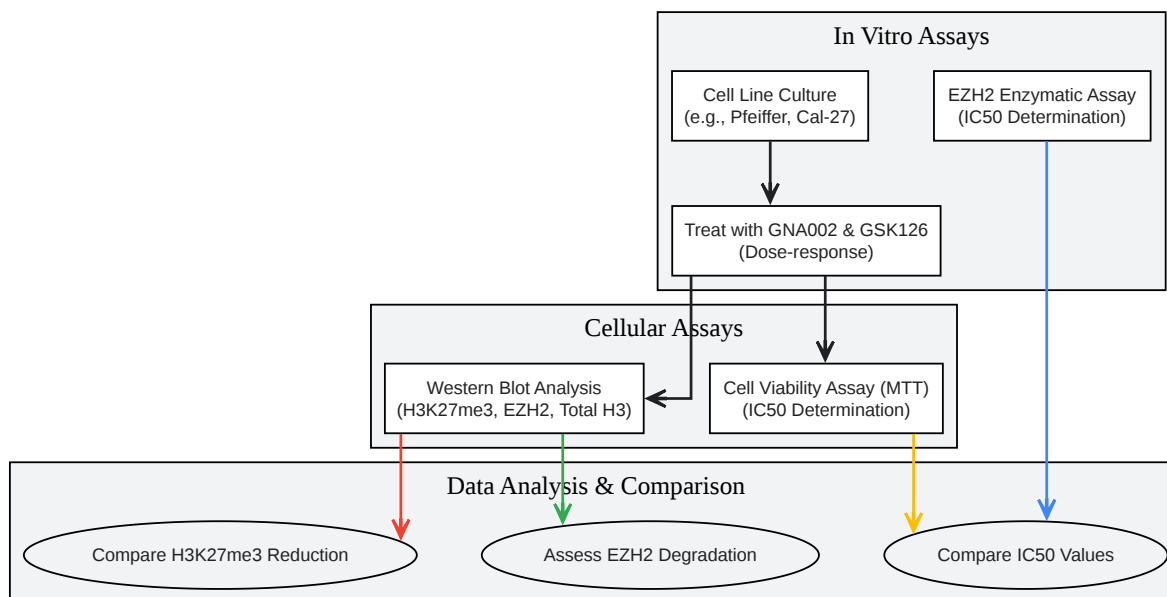 In Vitro Assays
Cell Line Culture
(e.g., Pfeiffer, Cal-27)
EZH2 Enzymatic Assay
(IC50 Determination)
Treat with GNA002 & GSK126
(Dose-response)
Cellular Assays
Western Blot Analysis
(H3K27me3, EZH2, Total H3)
Cell Viability Assay (MTT)
(IC50 Determination)
Data Analysis & Comparison
Compare H3K27me3 Reduction
Assess EZH2 Degradation
Compare IC50 Values